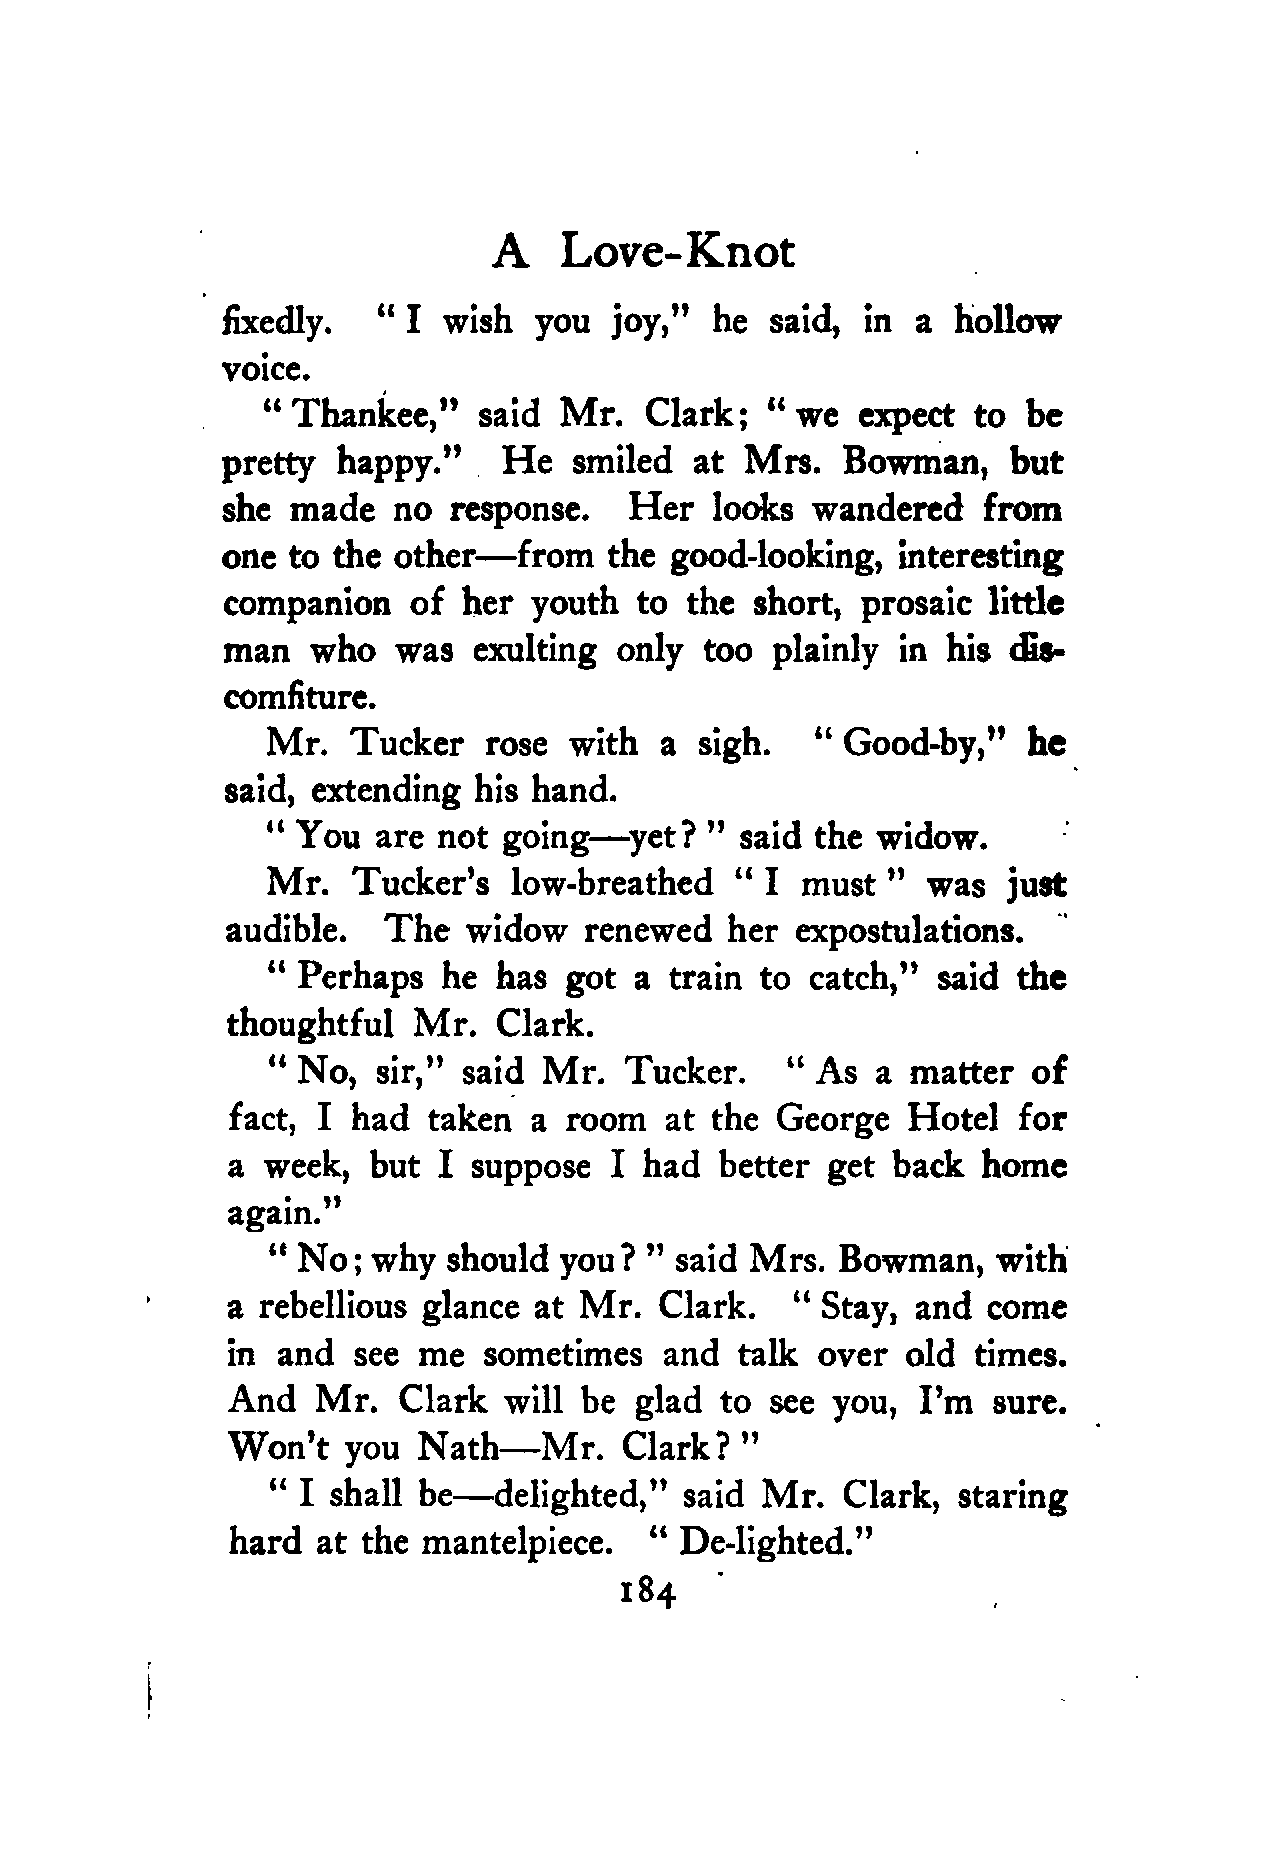 A Love-Knot
fixedly. " I wish you joy," he said, in a hollow
voice.
" Thankee," said Mr. Clark; " we expect to be
pretty happy." He smiled at Mrs. Bowman, but
she made no response. Her looks wandered from
one to the other—from the good-looking, interesting
companion of her youth to the short, prosaic little
man who was exulting only too plainly in his dis-
comfiture.
Mr. Tucker rose with a sigh. " Good-by," he
said, extending his hand.
" You are not going—yet? " said the widow.
Mr. Tucker's low-breathed " I must " was just
audible. The widow renewed her expostulations.
" Perhaps he has got a train to catch," said the
thoughtful Mr. Clark.
" No, sir," said Mr. Tucker. " As a matter of
fact, I had taken a room at the George Hotel for
a week, but I suppose I had better get back home
again."
" No; why should you? " said Mrs. Bowman, with
a rebellious glance at Mr. Clark. " Stay, and come
in and see me sometimes and talk over old times.
And Mr. Clark will be glad to see you, I'm sure.
Won't you Nath—Mr. Clark? "
" I shall be—delighted," said Mr. Clark, staring
hard at the mantelpiece. " De-lighted."
184